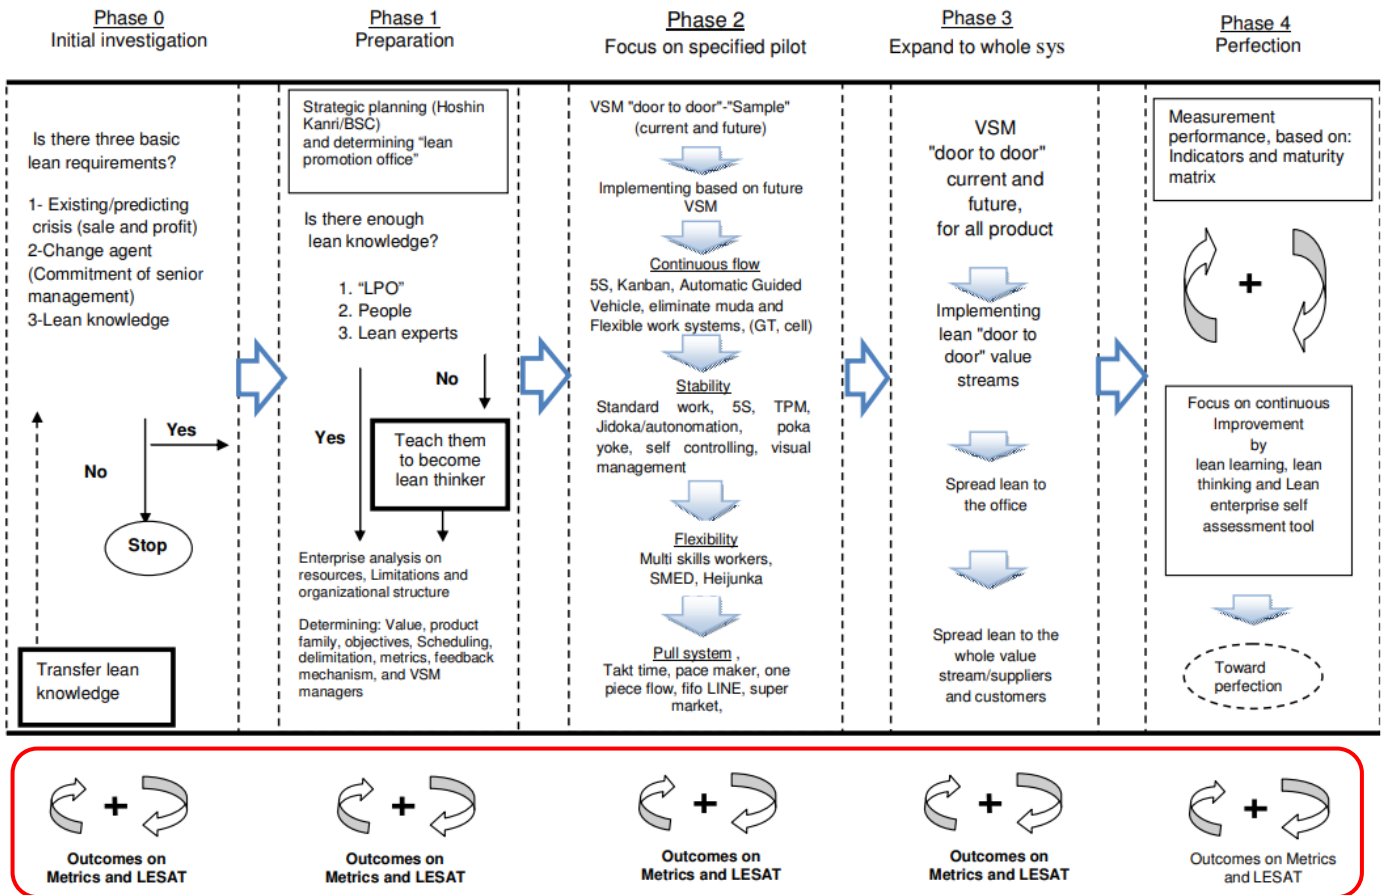 Phase 0
Initial investigation
Phase 1
Preparation
Phase 2
Focus on specified pilot
Phase 3
Expand to whole sys
Phase 4
Perfection
Is there three basic
lean requirements?
1- Existing/predicting
crisis (sale and profit)
2-Change agent
(Commitment of senior
management)
3-Lean knowledge
Yes
No
Stop
Transfer lean
knowledge
Strategic planning (Hoshin
Kanri/BSC)
and determining “lean
promotion office”
Is there enough
lean knowledge?
1. “LPO”
2. People
3. Lean experts
No
Yes
Teach them
to become
lean thinker
Enterprise analysis on
resources, Limitations and
organizational structure
Determining: Value, product
family, objectives, Scheduling,
delimitation, metrics, feedback
mechanism, and VSM
managers
VSM "door to door"-"Sample"
(current and future)
Implementing based on future
VSM
Continuous flow
5S, Kanban, Automatic Guided
Vehicle, eliminate muda and
Flexible work systems, (GT, cell)
Stability
Standard work, 5S, TPM,
Jidoka/autonomation, poka
yoke, self controlling, visual
management
Flexibility
Multi skills workers,
SMED, Heijunka
Pull system ,
Takt time, pace maker, one
piece flow, fifo LINE, super
market,
VSM
"door to door"
current and
future,
for all product
Implementing
lean "door to
door" value
streams
Spread lean to
the office
Spread lean to the
whole value
stream/suppliers
and customers
Measurement
performance, based on:
Indicators and maturity
matrix
+
Focus on continuous
Improvement
by
lean learning, lean
thinking and Lean
enterprise self
assessment tool
Toward
perfection
+
Outcomes on
Metrics and LESAT
+
Outcomes on
Metrics and LESAT
+
Outcomes on
Metrics and LESAT
+
Outcomes on
Metrics and LESAT
+
Outcomes on Metrics
and LESAT